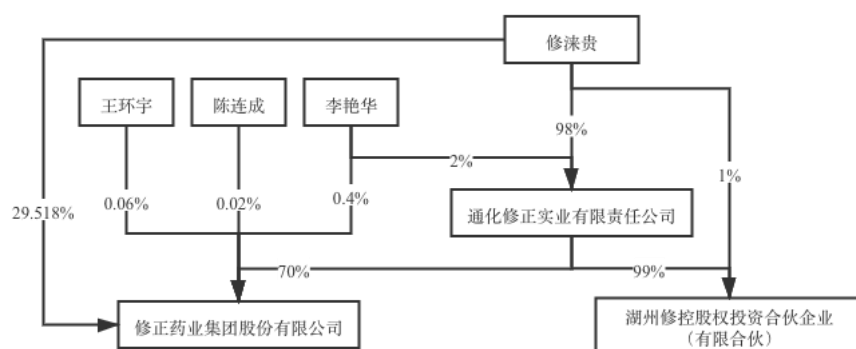 修涞贵
王环宇
陈连成
李艳华
98%
2%
1%
29.518%
0.06%
0.02%
0.4%
通化修正实业有限责任公司
70%
99%
修正药业集团股份有限公司
湖州修控股权投资合伙企业
（有限合伙）